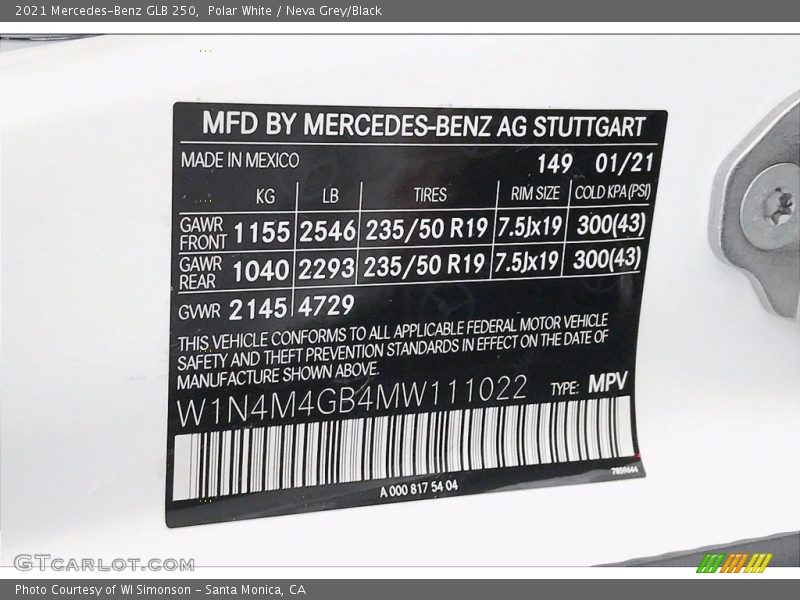 2021 Mercedes-Benz GLB 250, Polar White / Neva Grey/Black
MFD BY MERCEDES-BENZ AG STUTTGART
MADE IN MEXICO 149 01/21
KG LB TIRES RIM SIZE COLD KPA(PSI)
GAWR FRONT 1155 2546 235/50 R19 7.5Jx19 300(43)
GAWR REAR 1040 2293 235/50 R19 7.5Jx19 300(43)
GVWR 2145 4729
THIS VEHICLE CONFORMS TO ALL APPLICABLE FEDERAL MOTOR VEHICLE
SAFETY AND THEFT PREVENTION STANDARDS IN EFFECT ON THE DATE OF
MANUFACTURE SHOWN ABOVE.
W1N4M4GB4MW111022 TYPE: MPV
A 000 817 54 04
GTCARLOT.COM
Photo Courtesy of WI Simonson - Santa Monica, CA